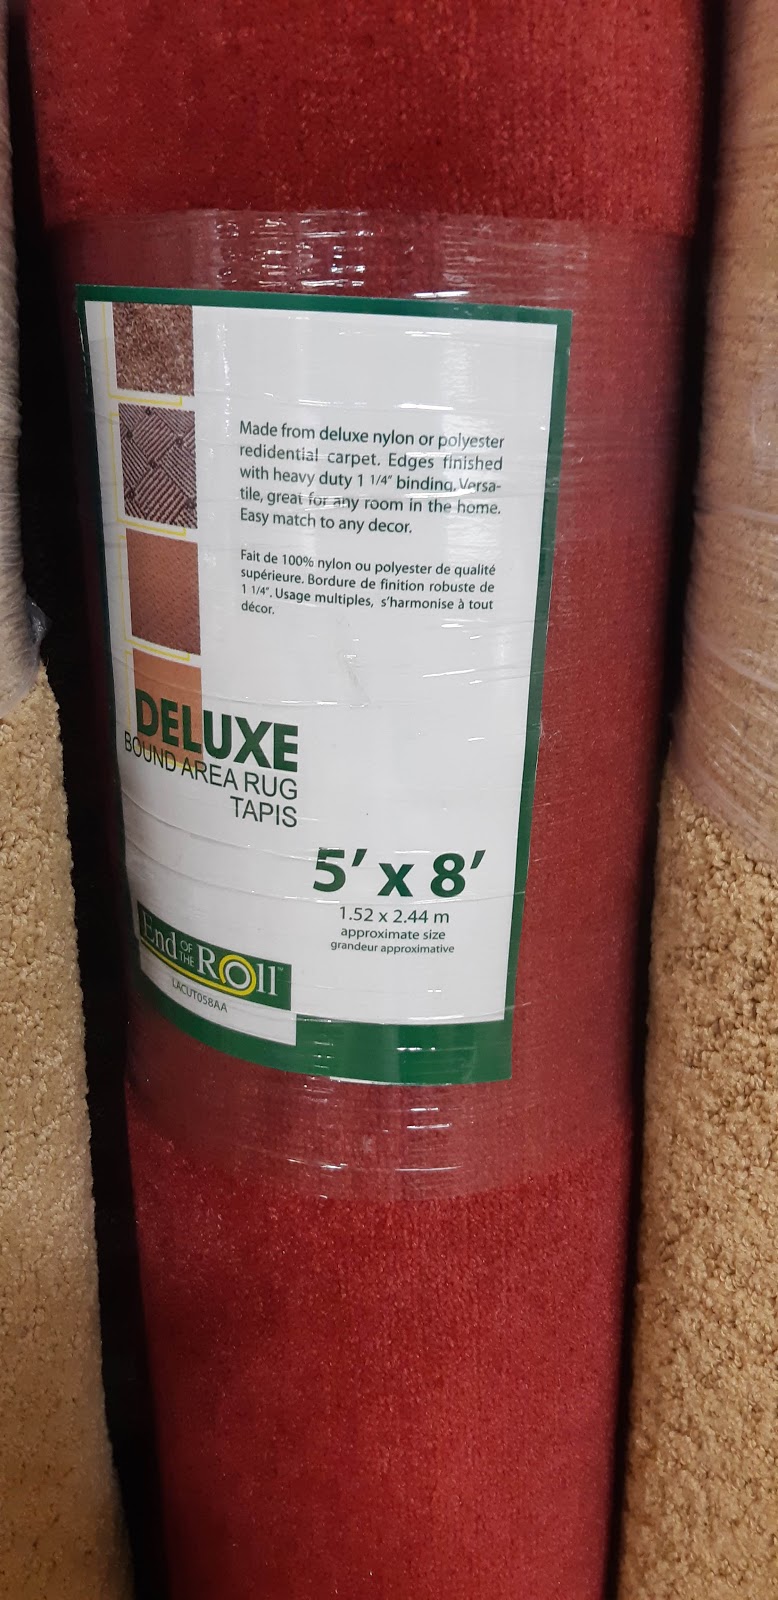 Made from deluxe nylon or polyester
redidential carpet. Edges finished
with heavy duty 1 1/4" binding. Versa-
tile, great for any room in the home.
Easy match to any decor.
Fait de 100% nylon ou polyester de qualité
supérieure. Bordure de finition robuste de
1 1/4". Usage multiples, s'harmonise à tout
décor.
DELUXE
BOUND AREA RUG
TAPIS
5' x 8'
1.52 x 2.44 m
approximate size
grandeur approximative
End OF THE Roll™
LACUT058AA